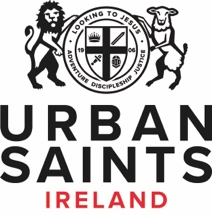 LOOKING TO JESUS
19 06
ADVENTURE DISCIPLESHIP JUSTICE
URBAN
SAINTS
IRELAND